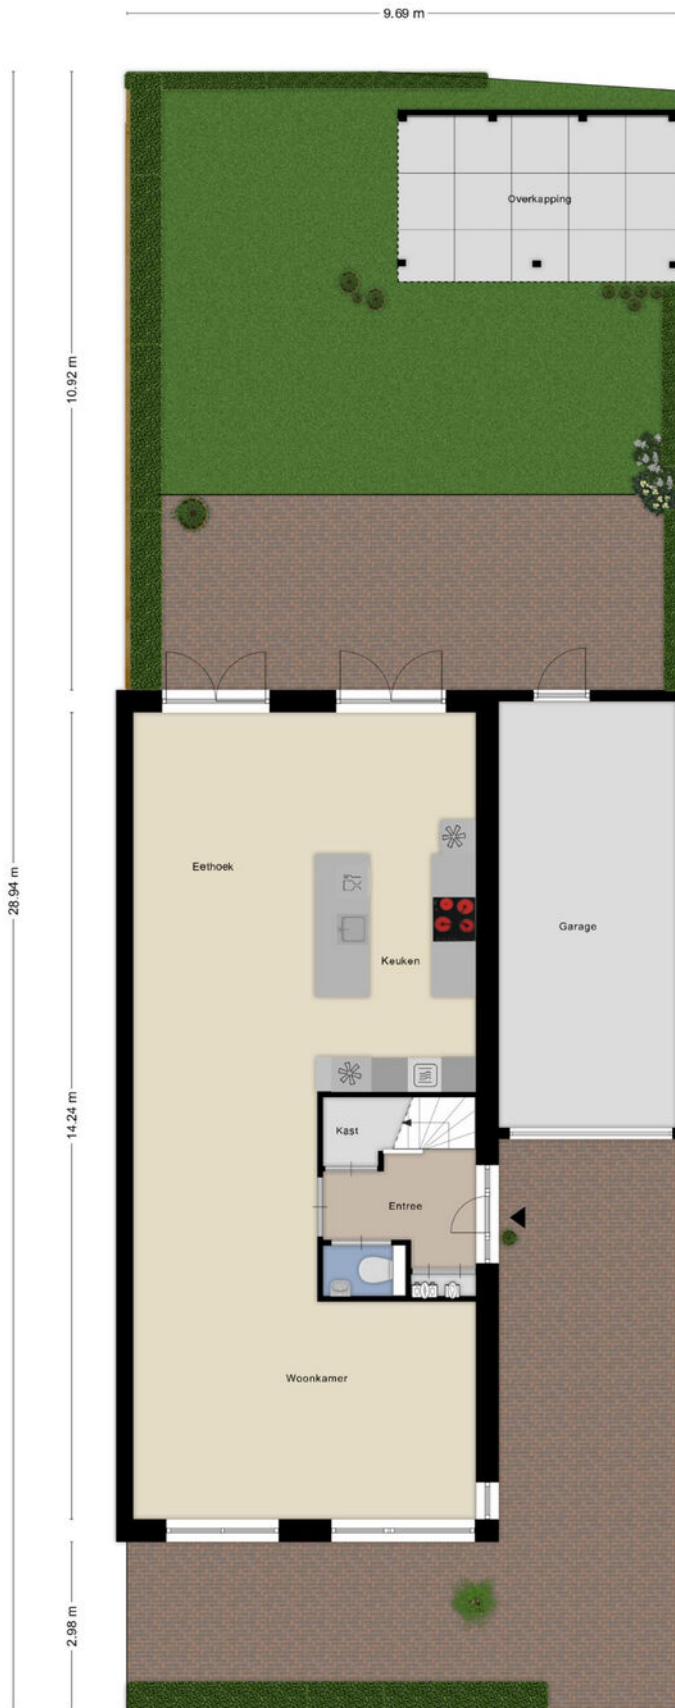 9.69 m
Overkapping
10.92 m
28.94 m
Eethoek
Keuken
Garage
14.24 m
Kast
Entree
Woonkamer
2.98 m